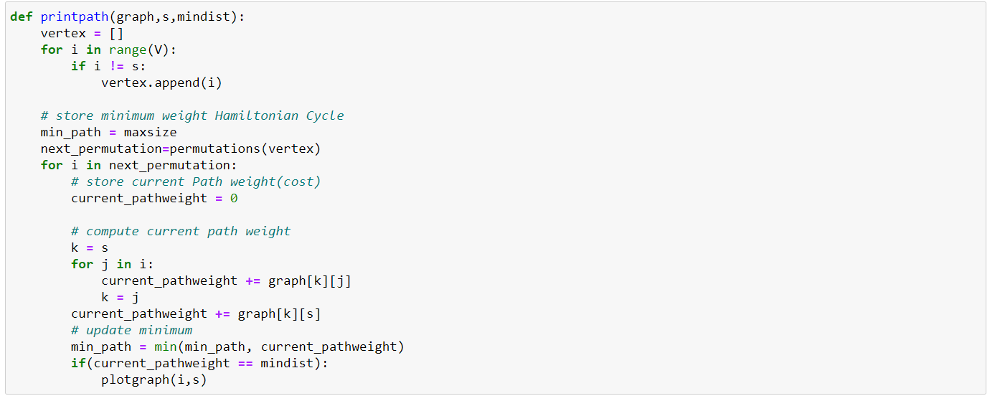 def printpath(graph,s,mindist):
    vertex = []
    for i in range(V):
        if i != s:
            vertex.append(i)

    # store minimum weight Hamiltonian Cycle
    min_path = maxsize
    next_permutation=permutations(vertex)
    for i in next_permutation:
        # store current Path weight(cost)
        current_pathweight = 0

        # compute current path weight
        k = s
        for j in i:
            current_pathweight += graph[k][j]
            k = j
        current_pathweight += graph[k][s]
        # update minimum
        min_path = min(min_path, current_pathweight)
        if(current_pathweight == mindist):
            plotgraph(i,s)